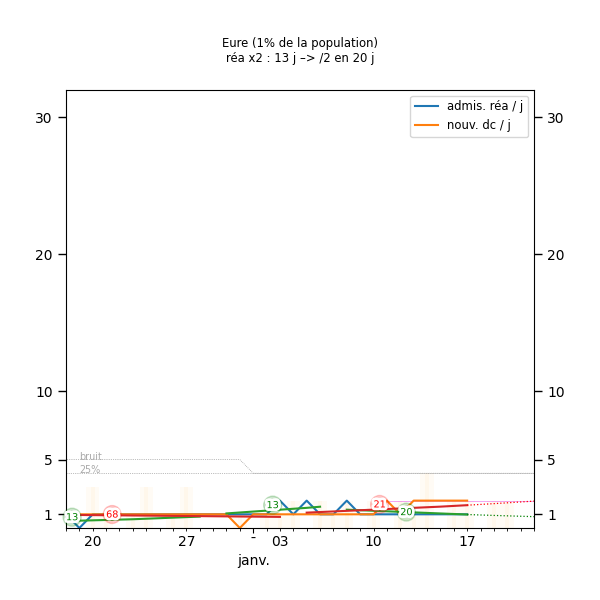 Eure (1% de la population)
réa x2 : 13 j –> /2 en 20 j
admis. réa / j
nouv. dc / j
30 30
20 20
10 10
5 5
bruit
25%
13 68 13 21 20
1 1
20 27 - 03 10 17
janv.